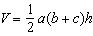 V = 1/2 a(b + c)h